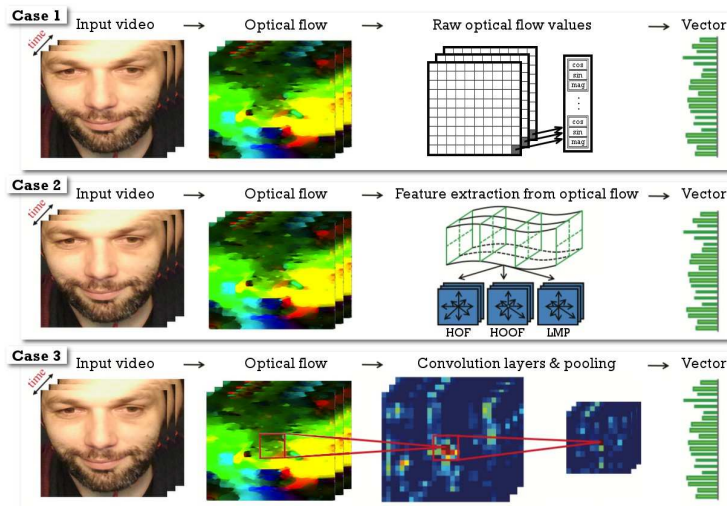 Case 1
Input video → Optical flow → Raw optical flow values → Vector
time
cos
sin
mag
⋮
cos
sin
mag
Case 2
Input video → Optical flow → Feature extraction from optical flow → Vector
time
HOF HOOF LMP
Case 3
Input video → Optical flow → Convolution layers & pooling → Vector
time